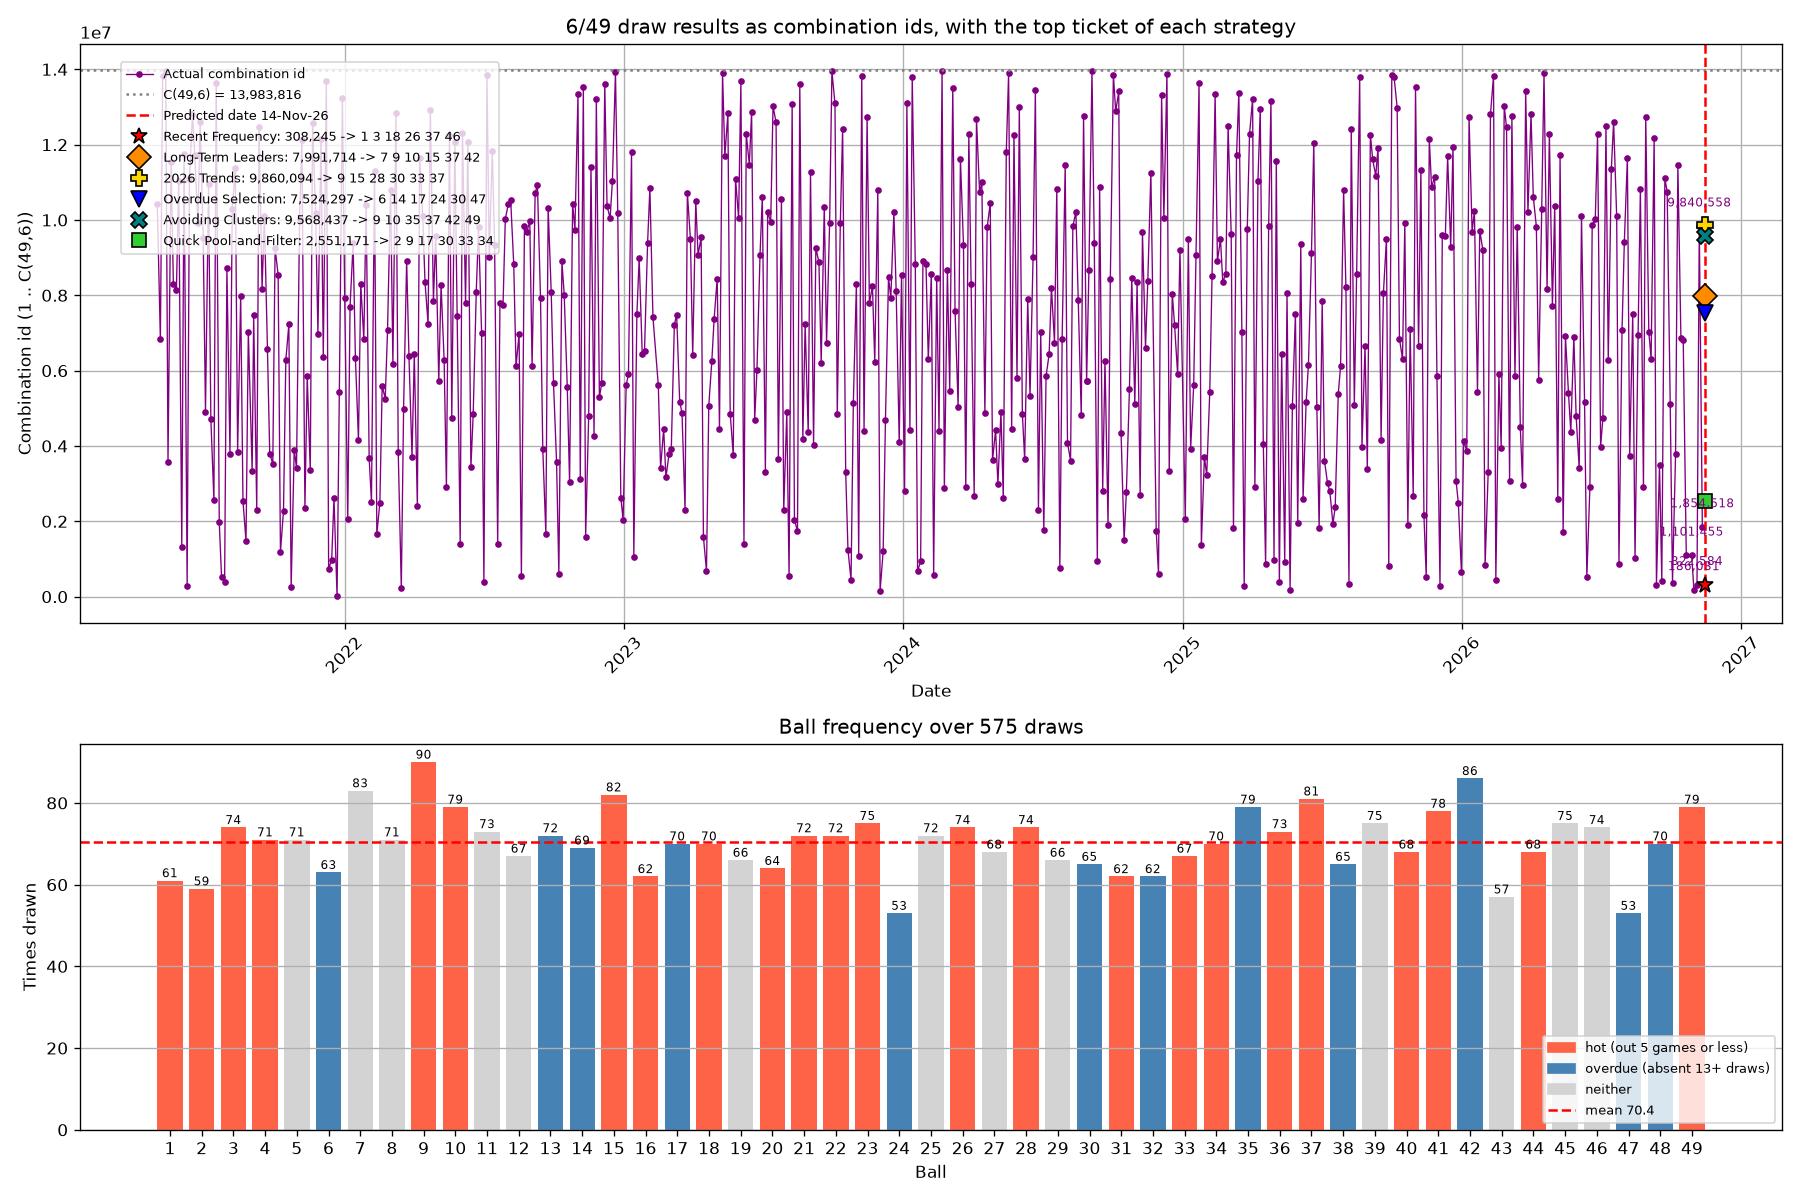 6/49 draw results as combination ids, with the top ticket of each strategy
1e7
Actual combination id
C(49,6) = 13,983,816
Predicted date 14-Nov-26
Recent Frequency: 308,245 -> 1 3 18 26 37 46
Long-Term Leaders: 7,991,714 -> 7 9 10 15 37 42
2026 Trends: 9,860,094 -> 9 15 28 30 33 37
Overdue Selection: 7,524,297 -> 6 14 17 24 30 47
Avoiding Clusters: 9,568,437 -> 9 10 35 37 42 49
Quick Pool-and-Filter: 2,551,171 -> 2 9 17 30 33 34
1.4
1.2
1.0
0.8
0.6
0.4
0.2
0.0
Combination id (1 .. C(49,6))
9,840,558
1,101,455
2022 2023 2024 2025 2026 2027
Date
Ball frequency over 575 draws
Times drawn
80
60
40
20
0
61 59 74 71 71 63 83 71 90 79 73 67 72 69 82 62 70 70 66 64 72 72 75 53 72 74 68 74 66 65 62 62 67 70 79 73 81 65 75 68 78 86 57 68 75 74 53 70 79
hot (out 5 games or less)
overdue (absent 13+ draws)
neither
mean 70.4
1 2 3 4 5 6 7 8 9 10 11 12 13 14 15 16 17 18 19 20 21 22 23 24 25 26 27 28 29 30 31 32 33 34 35 36 37 38 39 40 41 42 43 44 45 46 47 48 49
Ball